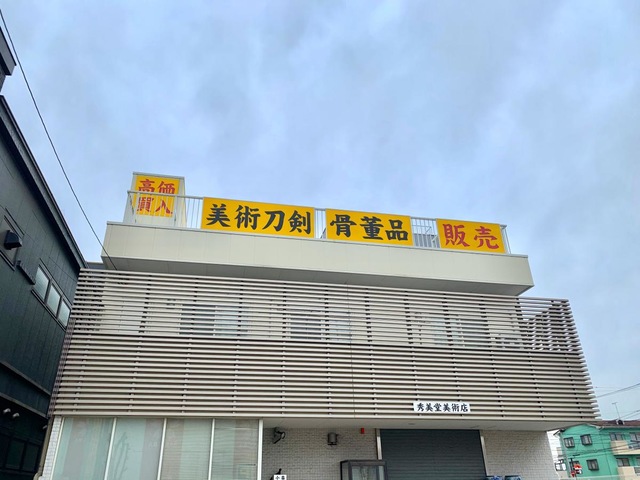 高価
買入
美術刀剣
骨董品
販売
秀美堂美術店